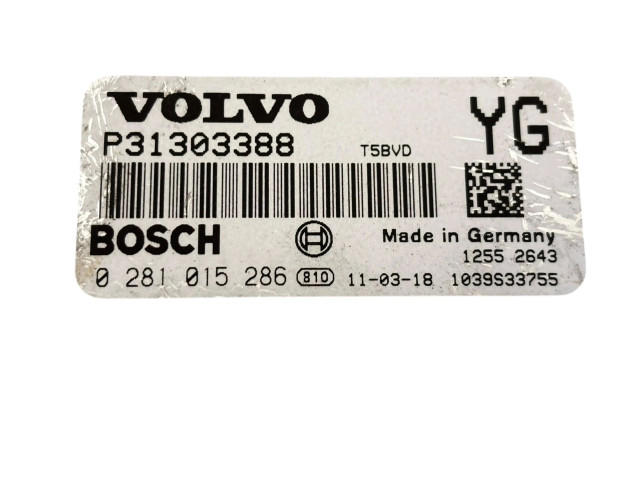 VOLVO
YG
P31303388 T5BVD
BOSCH Made in Germany
1255 2643
0 281 015 286 810 11-03-18 1039S33755